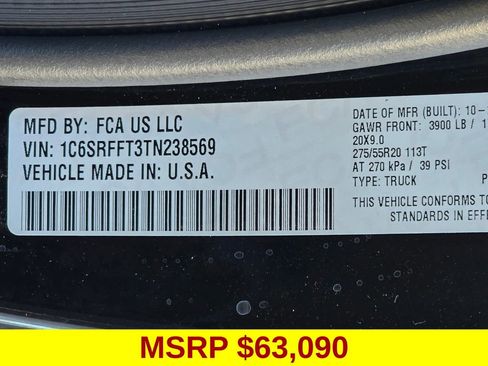 MFD BY: FCA US LLC
VIN: 1C6SRFFT3TN238569
VEHICLE MADE IN: U.S.A.
DATE OF MFR (BUILT): 10-
GAWR FRONT: 3900 LB / 1
20X9.0
275/55R20 113T
AT 270 kPa / 39 PSI
TYPE: TRUCK P
THIS VEHICLE CONFORMS TO
STANDARDS IN EFFE
MSRP $63,090